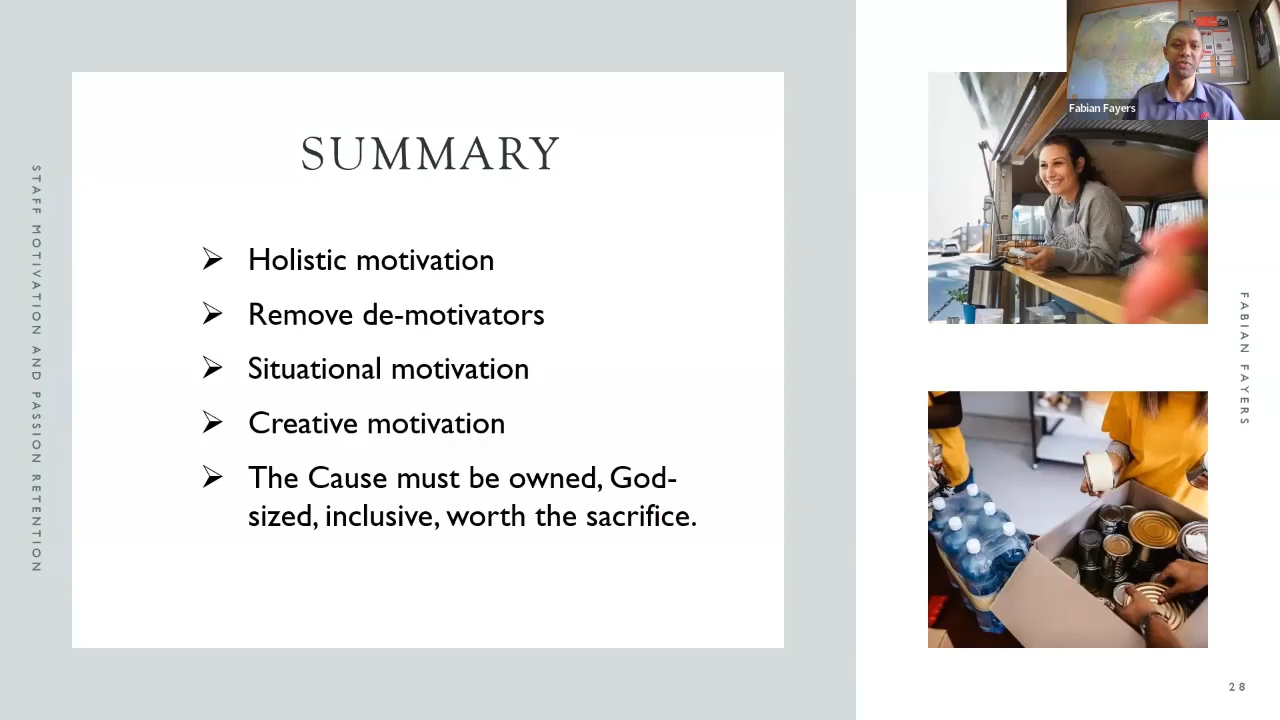 STAFF MOTIVATION AND PASSION RETENTION
SUMMARY
➢ Holistic motivation
➢ Remove de-motivators
➢ Situational motivation
➢ Creative motivation
➢ The Cause must be owned, God-
sized, inclusive, worth the sacrifice.
Fabian Fayers
FABIAN FAYERS
28